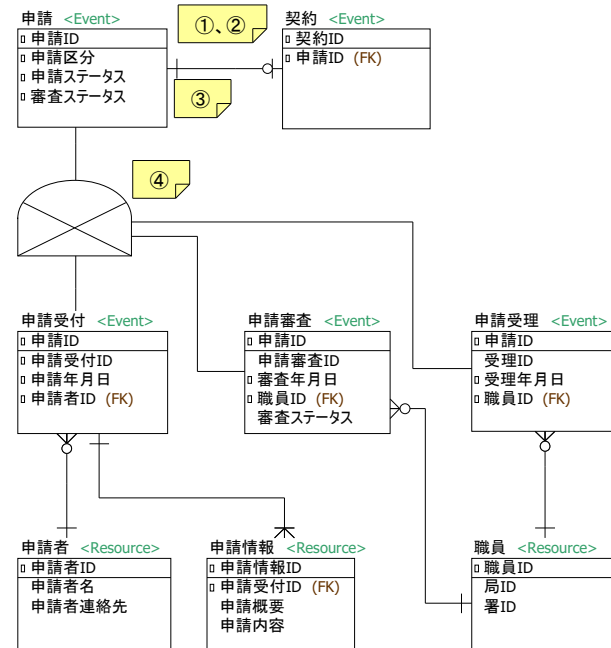 申請 <Event>
申請ID
申請区分
申請ステータス
審査ステータス
①、②
③
契約 <Event>
契約ID
申請ID (FK)
④
申請受付 <Event>
申請ID
申請受付ID
申請年月日
申請者ID (FK)
申請審査 <Event>
申請ID
申請審査ID
審査年月日
職員ID (FK)
審査ステータス
申請受理 <Event>
申請ID
受理ID
受理年月日
職員ID (FK)
申請者 <Resource>
申請者ID
申請者名
申請者連絡先
申請情報 <Resource>
申請情報ID
申請受付ID (FK)
申請概要
申請内容
職員 <Resource>
職員ID
局ID
署ID